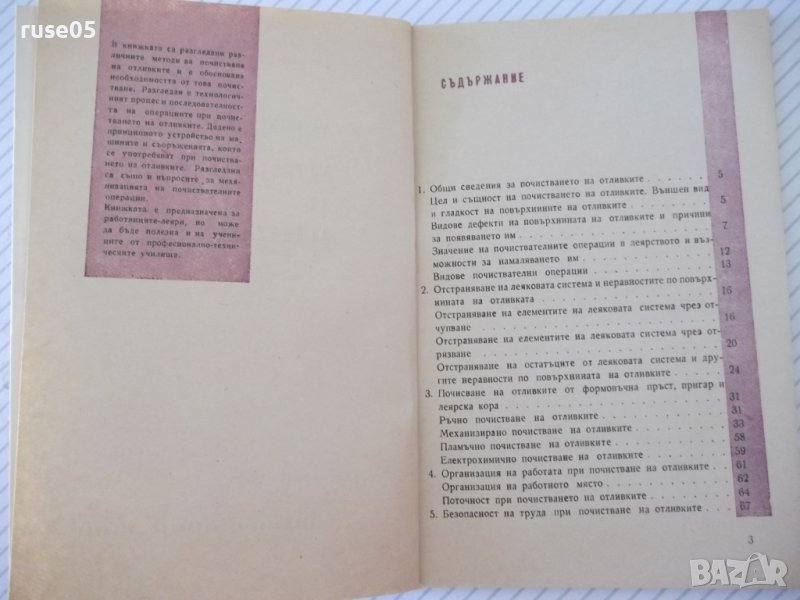 ruse05
В книжката са разгледани раз-
личните методи за почистване
на отливките и е обоснована
необходимостта от това почис-
тване. Разгледан е технологич-
ният процес и последователност-
та на операциите при почис-
тването на отливките. Дадено е
принципното устройство на ма-
шините и съоръженията, които
се употребяват при почиства-
нето на отливките. Разгледани
са също и въпросите за меха-
низацията на почиствателните
операции.
Книжката е предназначена за
работниците-леяри, но може
да бъде полезна и на учени-
ците от професионално-техни-
ческите училища.
СЪДЪРЖАНИЕ
1. Общи сведения за почистването на отливките . . . . . . 5
Цел и същност на почистването на отливките. Външен вид
и гладкост на повърхнините на отливките . . . . . . . 5
Видове дефекти на повърхнината на отливките и причини
за появяването им . . . . . . . . . . . . . . . . 7
Значение на почиствателните операции в леярството и въз-
можности за намаляването им . . . . . . . . . . . 12
Видове почиствателни операции . . . . . . . . . . . 13
2. Отстраняване на леяковата система и неравностите по повърх-
нината на отливката . . . . . . . . . . . . . . . 16
Отстраняване на елементите на леяковата система чрез от-
чупване . . . . . . . . . . . . . . . . . . . . 16
Отстраняване на елементите на леяковата система чрез от-
рязване . . . . . . . . . . . . . . . . . . . . 20
Отстраняване на остатъците от леяковата система и дру-
гите неравности по повърхнината на отливките . . . . . 24
3. Почисване на отливките от формовъчна пръст, пригар и
леярска кора . . . . . . . . . . . . . . . . . . 31
Ръчно почистване на отливките . . . . . . . . . . . 31
Механизирано почистване на отливките . . . . . . . . 33
Пламъчно почистване на отливките . . . . . . . . . . 58
Електрохимично почистване на отливките . . . . . . . 59
4. Организация на работата при почистване на отливките . . . 61
Организация на работното място . . . . . . . . . . . 62
Поточност при почистването на отливките . . . . . . . 64
5. Безопасност на труда при почистване на отливките . . . . 67
3
BAZAR